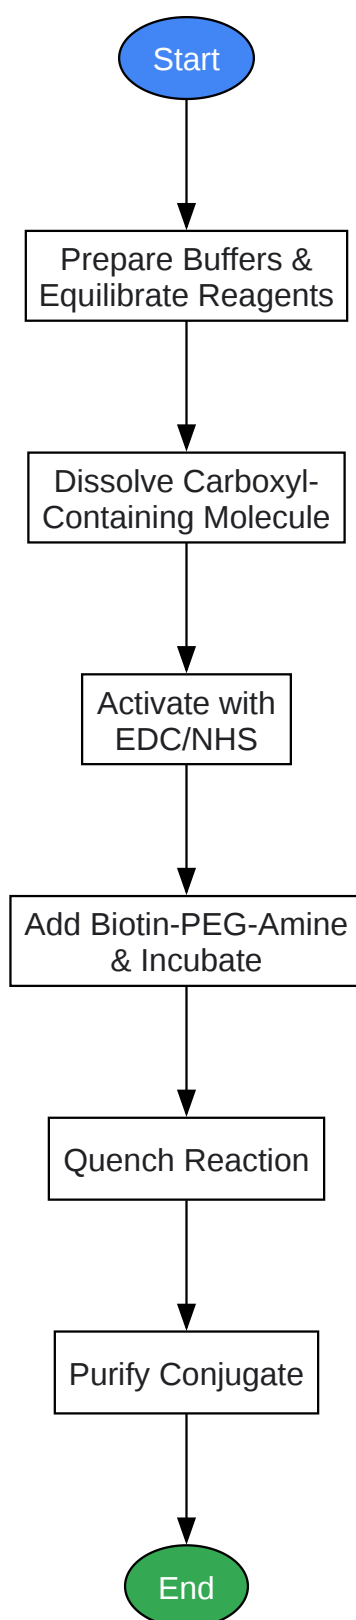 Start
Prepare Buffers &
Equilibrate Reagents
Dissolve Carboxyl-
Containing Molecule
Activate with
EDC/NHS
Add Biotin-PEG-Amine
& Incubate
Quench Reaction
Purify Conjugate
End